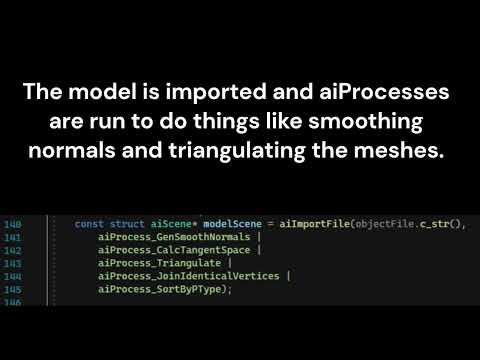 The model is imported and aiProcesses
are run to do things like smoothing
normals and triangulating the meshes.
140 const struct aiScene* modelScene = aiImportFile(objectFile.c_str(),
141 aiProcess_GenSmoothNormals |
142 aiProcess_CalcTangentSpace |
143 aiProcess_Triangulate |
144 aiProcess_JoinIdenticalVertices |
145 aiProcess_SortByPType);
146